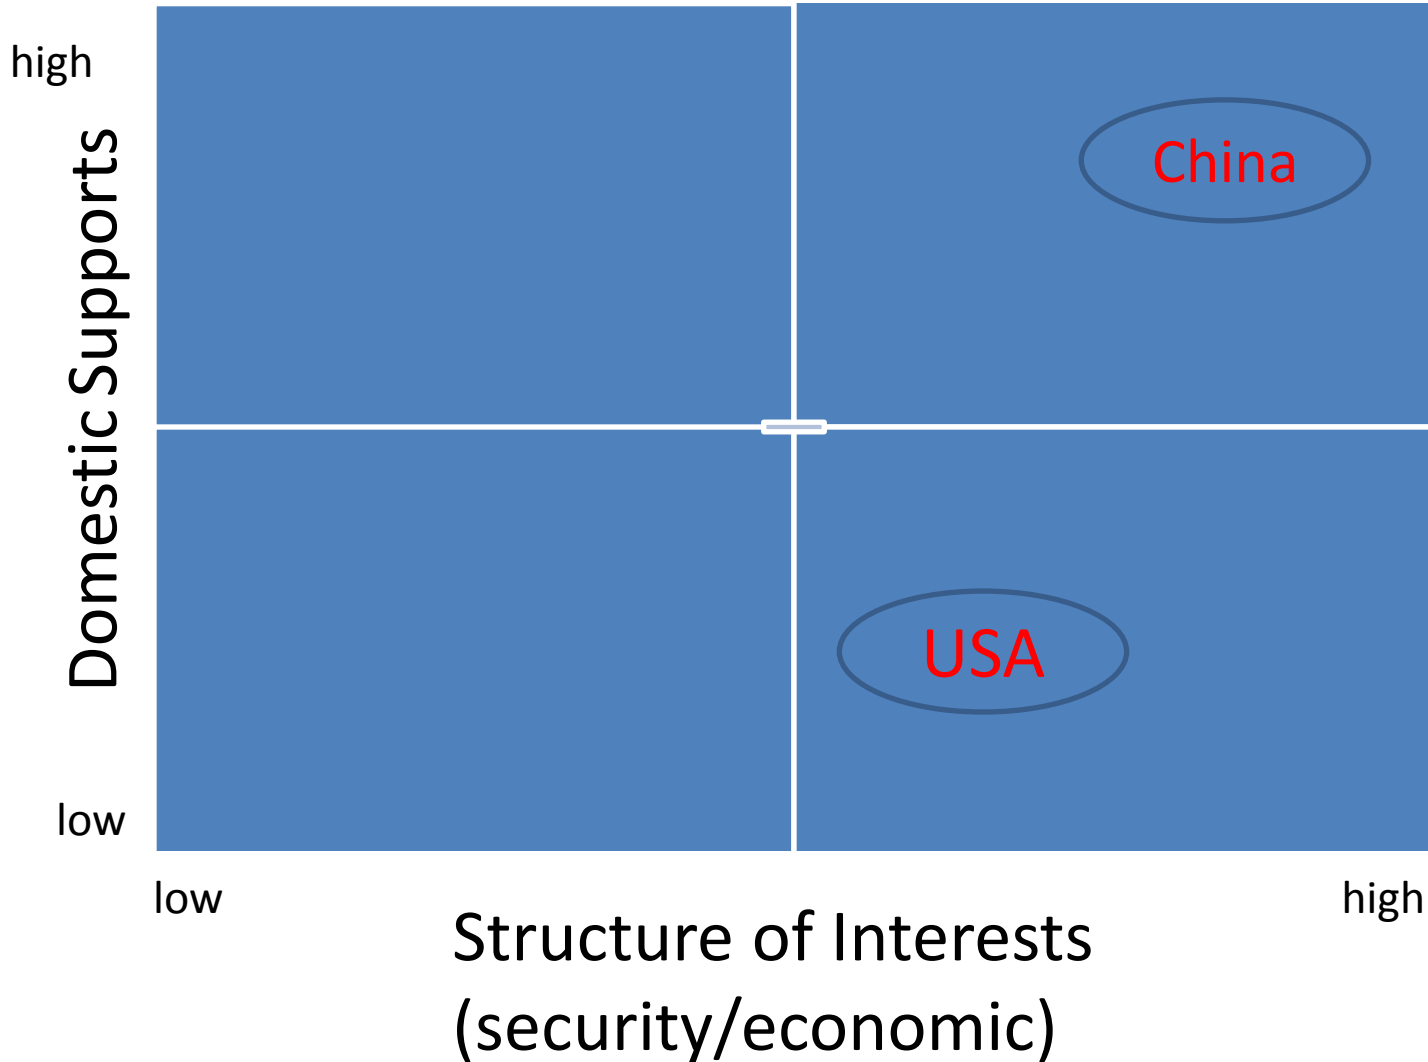 high
China
Domestic Supports
USA
low
low
high
Structure of Interests
(security/economic)